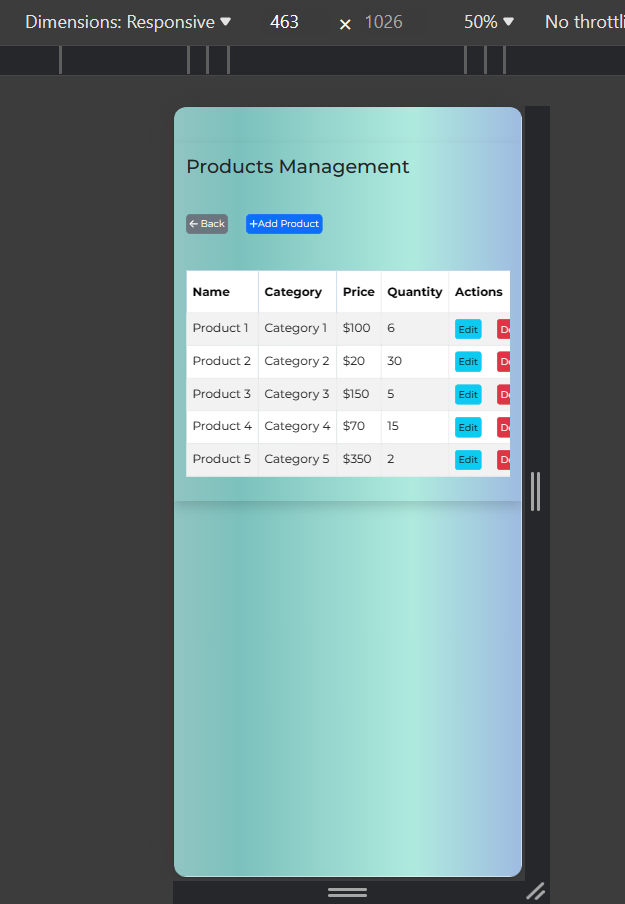 Dimensions: Responsive ▼ 463 × 1026 50% ▼ No throttli
Products Management
← Back +Add Product
Name Category Price Quantity Actions
Product 1 Category 1 $100 6 Edit De
Product 2 Category 2 $20 30 Edit De
Product 3 Category 3 $150 5 Edit De
Product 4 Category 4 $70 15 Edit De
Product 5 Category 5 $350 2 Edit De